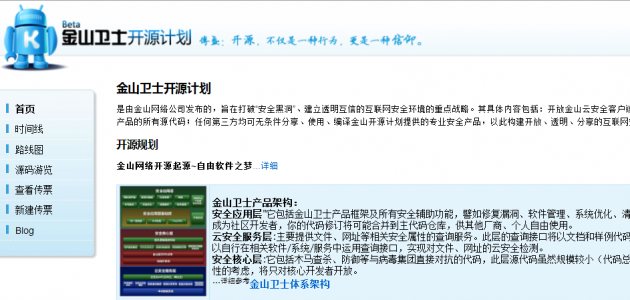 Beta
金山卫士开源计划
傅盛：开源，不仅是一种行为，更是一种信仰。
首页
时间线
路线图
源码游览
查看传票
新建传票
Blog
金山卫士开源计划
是由金山网络公司发布的，旨在打破"安全黑洞"、建立透明互信的互联网安全环境的重点战略。其具体内容包括：开放金山云安全客户端
产品的所有源代码；任何第三方均可无条件分享、使用、编译金山开源计划提供的专业安全产品，以此构建开放、透明、分享的互联网安
开源规划
金山网络开源起源~自由软件之梦...详细
金山卫士产品架构：
安全应用层"它包括金山卫士产品框架及所有安全辅助功能，譬如修复漏洞、软件管理、系统优化、清
成为社区开发者，你的代码修订将可能合并到主代码仓库，供其他厂商、个人自由使用。
云安全服务层:主要提供文件、网址等相关安全属性的查询服务。此层的查询接口将以文档和样例代码
以自行在相关软件/系统/服务中运用查询接口，实现对文件、网址的云安全检测。
安全核心层:它包括木马查杀、防御等与病毒集团直接对抗的代码，此层源代码虽然规模较小（代码总
性的考虑，将只对核心开发者开放。
...详细参考金山卫士体系架构